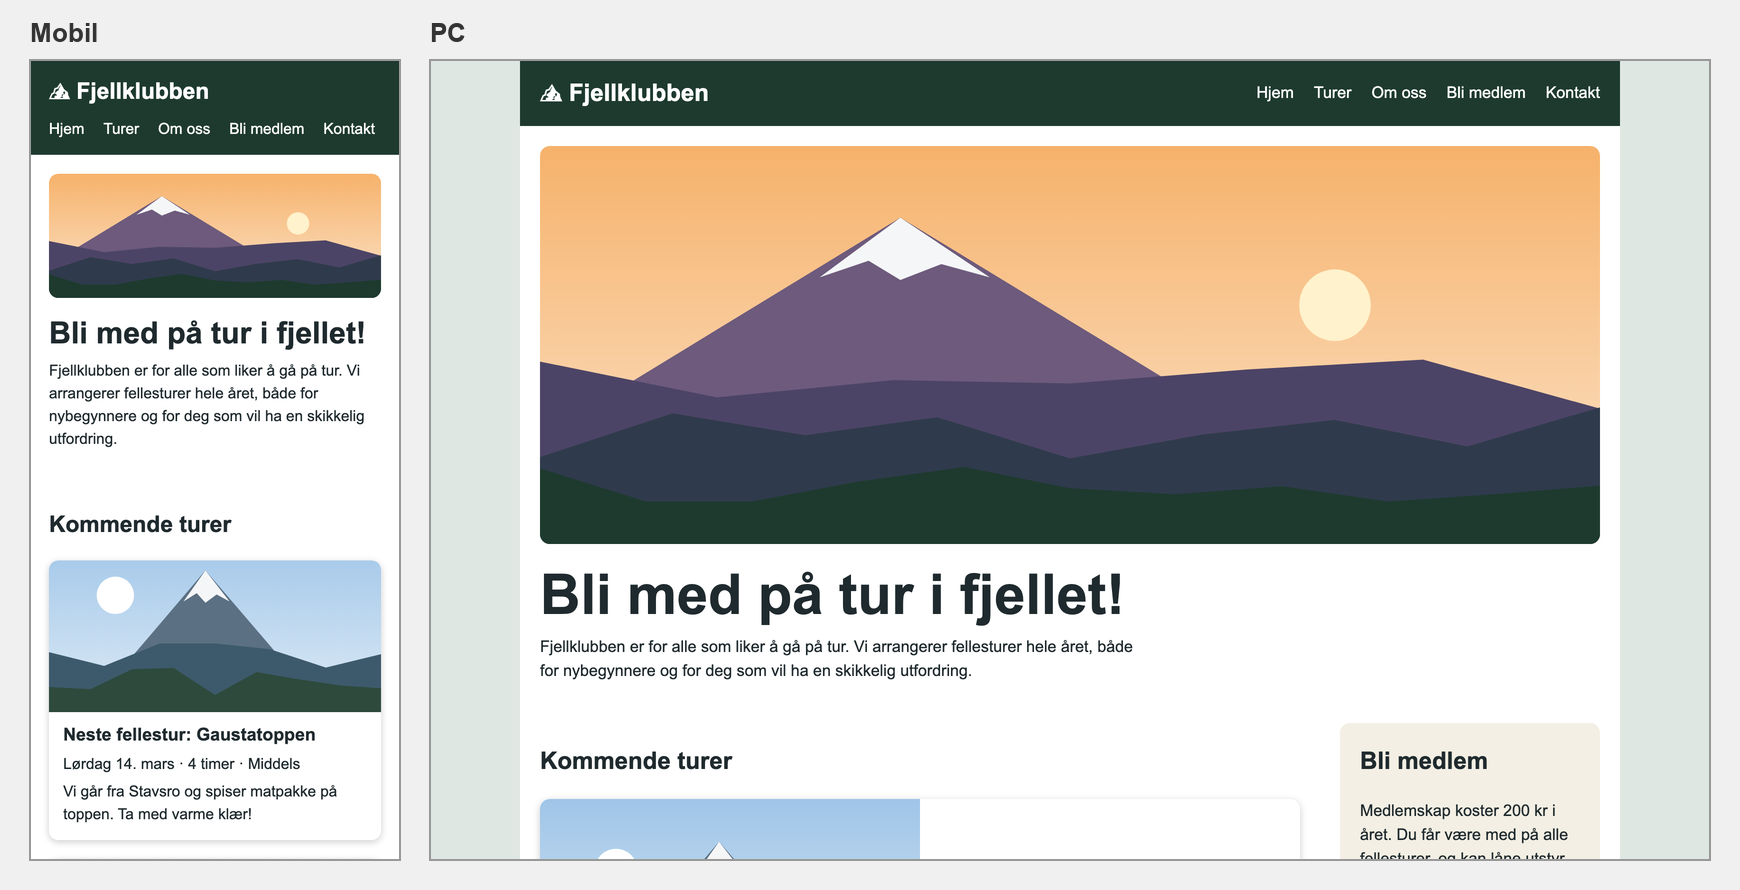 Mobil
Fjellklubben
Hjem Turer Om oss Bli medlem Kontakt
Bli med på tur i fjellet!
Fjellklubben er for alle som liker å gå på tur. Vi
arrangerer fellesturer hele året, både for
nybegynnere og for deg som vil ha en skikkelig
utfordring.
Kommende turer
Neste fellestur: Gaustatoppen
Lørdag 14. mars · 4 timer · Middels
Vi går fra Stavsro og spiser matpakke på
toppen. Ta med varme klær!
PC
Fjellklubben
Hjem Turer Om oss Bli medlem Kontakt
Bli med på tur i fjellet!
Fjellklubben er for alle som liker å gå på tur. Vi arrangerer fellesturer hele året, både
for nybegynnere og for deg som vil ha en skikkelig utfordring.
Kommende turer
Bli medlem
Medlemskap koster 200 kr i
året. Du får være med på alle
fellesturer, og kan låne utstyr